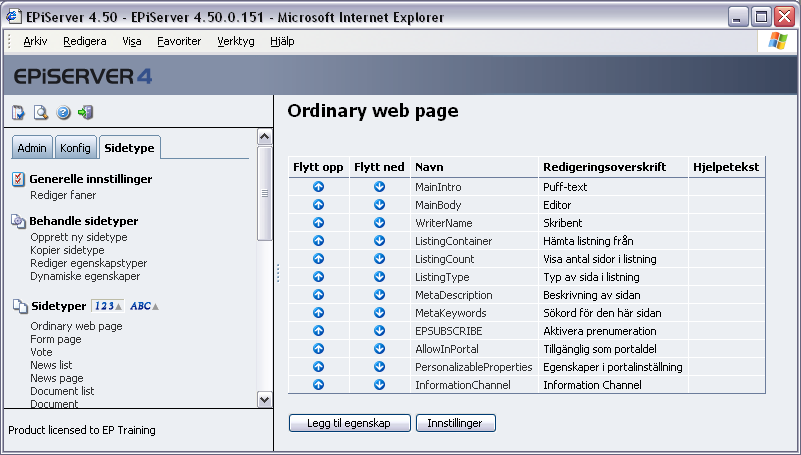 EPiServer 4.50 - EPiServer 4.50.0.151 - Microsoft Internet Explorer
Arkiv Redigera Visa Favoriter Verktyg Hjälp
EPiSERVER 4
Admin Konfig Sidetype
Generelle innstillinger
Rediger faner
Behandle sidetyper
Opprett ny sidetype
Kopier sidetype
Rediger egenskapstyper
Dynamiske egenskaper
Sidetyper 123 ABC
Ordinary web page
Form page
Vote
News list
News page
Document list
Document
Product licensed to EP Training
Ordinary web page
Flytt opp Flytt ned Navn Redigeringsoverskrift Hjelpetekst
MainIntro Puff-text
MainBody Editor
WriterName Skribent
ListingContainer Hämta listning från
ListingCount Visa antal sidor i listning
ListingType Typ av sida i listning
MetaDescription Beskrivning av sidan
MetaKeywords Sökord för den här sidan
EPSUBSCRIBE Aktivera prenumeration
AllowInPortal Tillgänglig som portaldel
PersonalizableProperties Egenskaper i portalinställning
InformationChannel Information Channel
Legg til egenskap Innstillinger